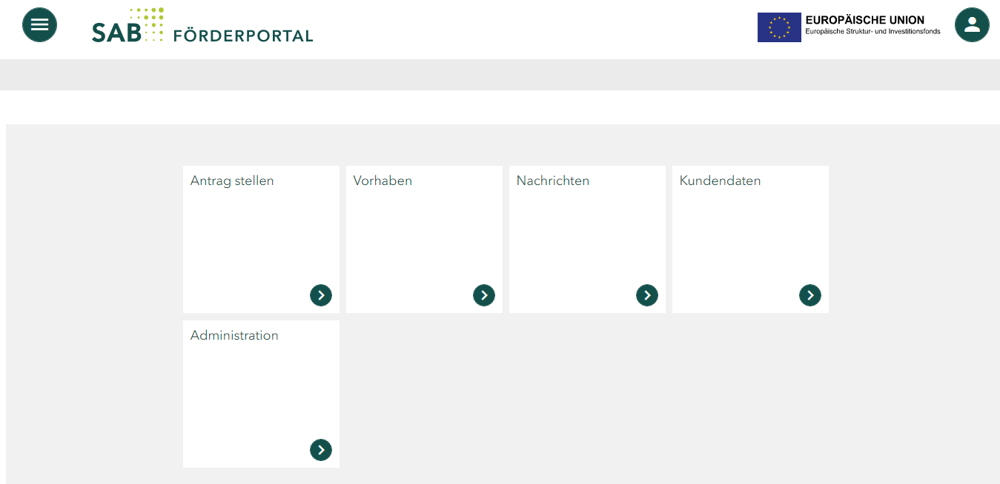 SAB FÖRDERPORTAL
EUROPÄISCHE UNION
Europäische Struktur- und Investitionsfonds
Antrag stellen
Vorhaben
Nachrichten
Kundendaten
Administration